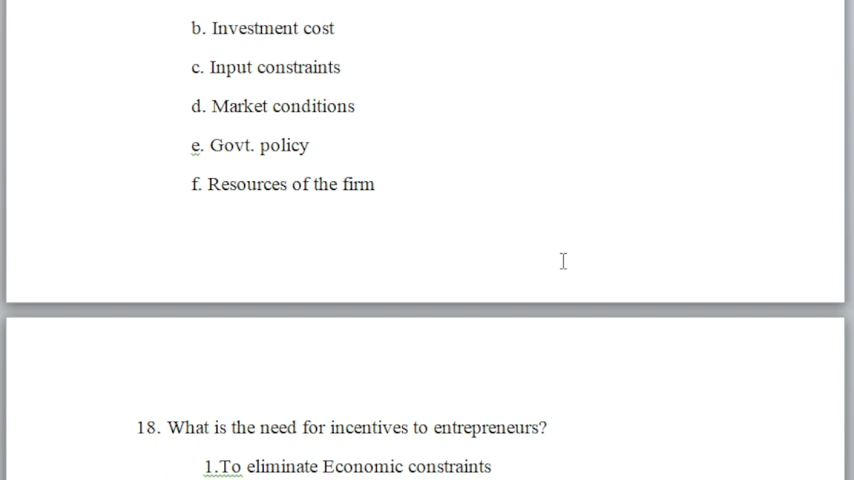 b. Investment cost
c. Input constraints
d. Market conditions
e. Govt. policy
f. Resources of the firm
18. What is the need for incentives to entrepreneurs?
1.To eliminate Economic constraints